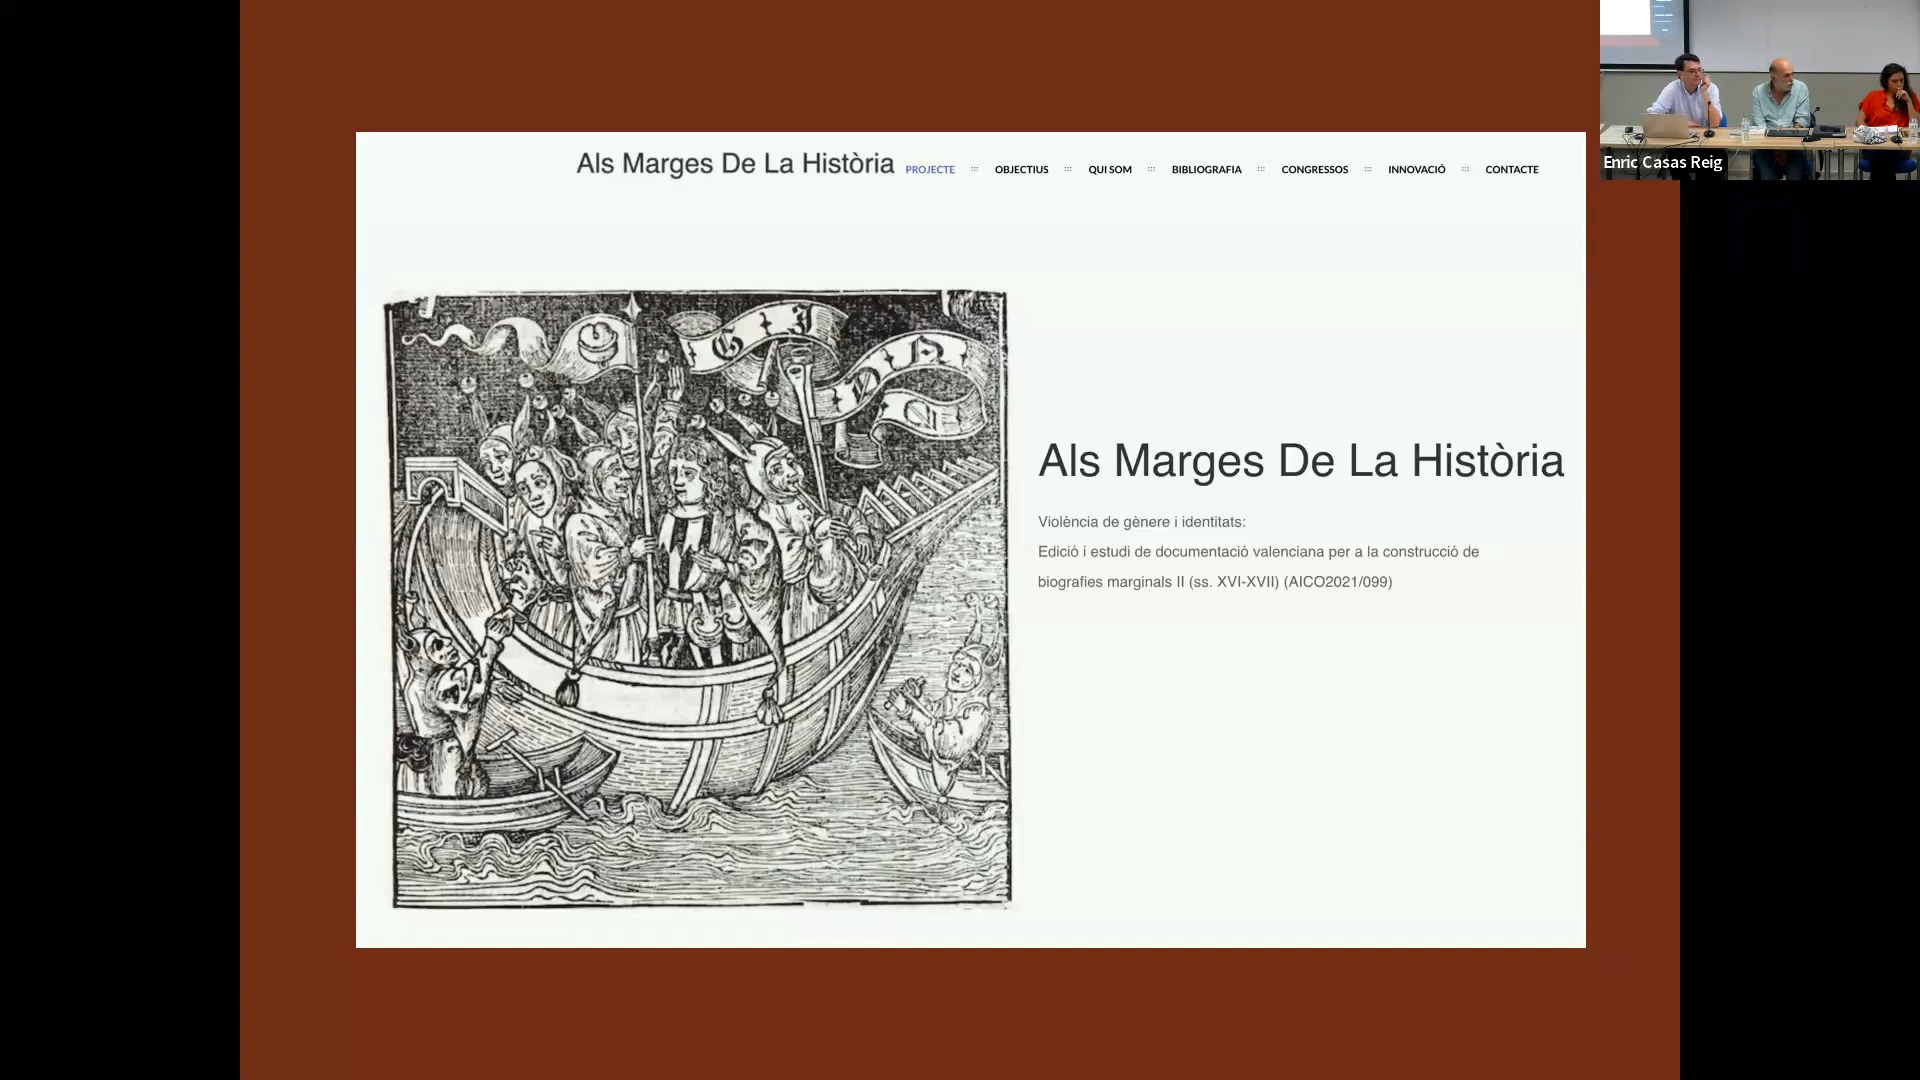 Als Marges De La Història
PROJECTE ::: OBJECTIUS ::: QUI SOM ::: BIBLIOGRAFIA ::: CONGRESSOS ::: INNOVACIÓ ::: CONTACTE
Enric Casas Reig
Als Marges De La Història
Violència de gènere i identitats:
Edició i estudi de documentació valenciana per a la construcció de
biografies marginals II (ss. XVI-XVII) (AICO2021/099)